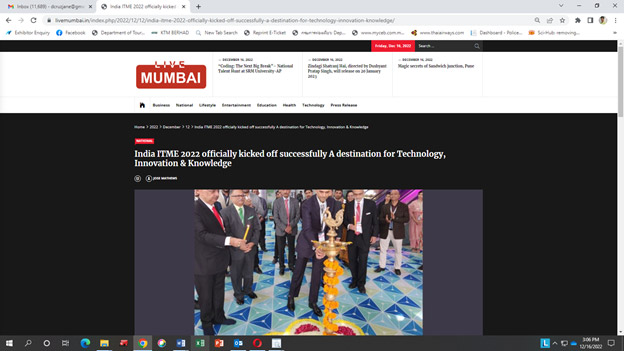 Inbox (11,689) - dcrurjane@gm
India ITME 2022 officially kicked
livemumbai.in/index.php/2022/12/12/india-itme-2022-officially-kicked-off-successfully-a-destination-for-technology-innovation-knowledge/
Exhibitor Enquiry
Facebook
Department of Tour...
KTM BERHAD
New Tab Search
Reprint E-Ticket
www.myceb.com.m...
www.thaiairways.com
Dashboard - Police...
Sci-Hub: removing...
Friday, Dec 16, 2022
Search ...
LIVE
MUMBAI
DECEMBER 16, 2022
"Coding: The Next Big Break" – National
Talent Hunt at SRM University-AP
DECEMBER 16, 2022
Zindagi Shatranj Hai, directed by Dushyant
Pratap Singh, will release on 20 January
2023
DECEMBER 16, 2022
Magic secrets of Sandwich Junction, Pune
Business
National
Lifestyle
Entertainment
Education
Health
Technology
Press Release
Home > 2022 > December > 12 > India ITME 2022 officially kicked off successfully A destination for Technology, Innovation & Knowledge
NATIONAL
India ITME 2022 officially kicked off successfully A destination for Technology,
Innovation & Knowledge
JOSE MATHEWS
3:06 PM
12/16/2022